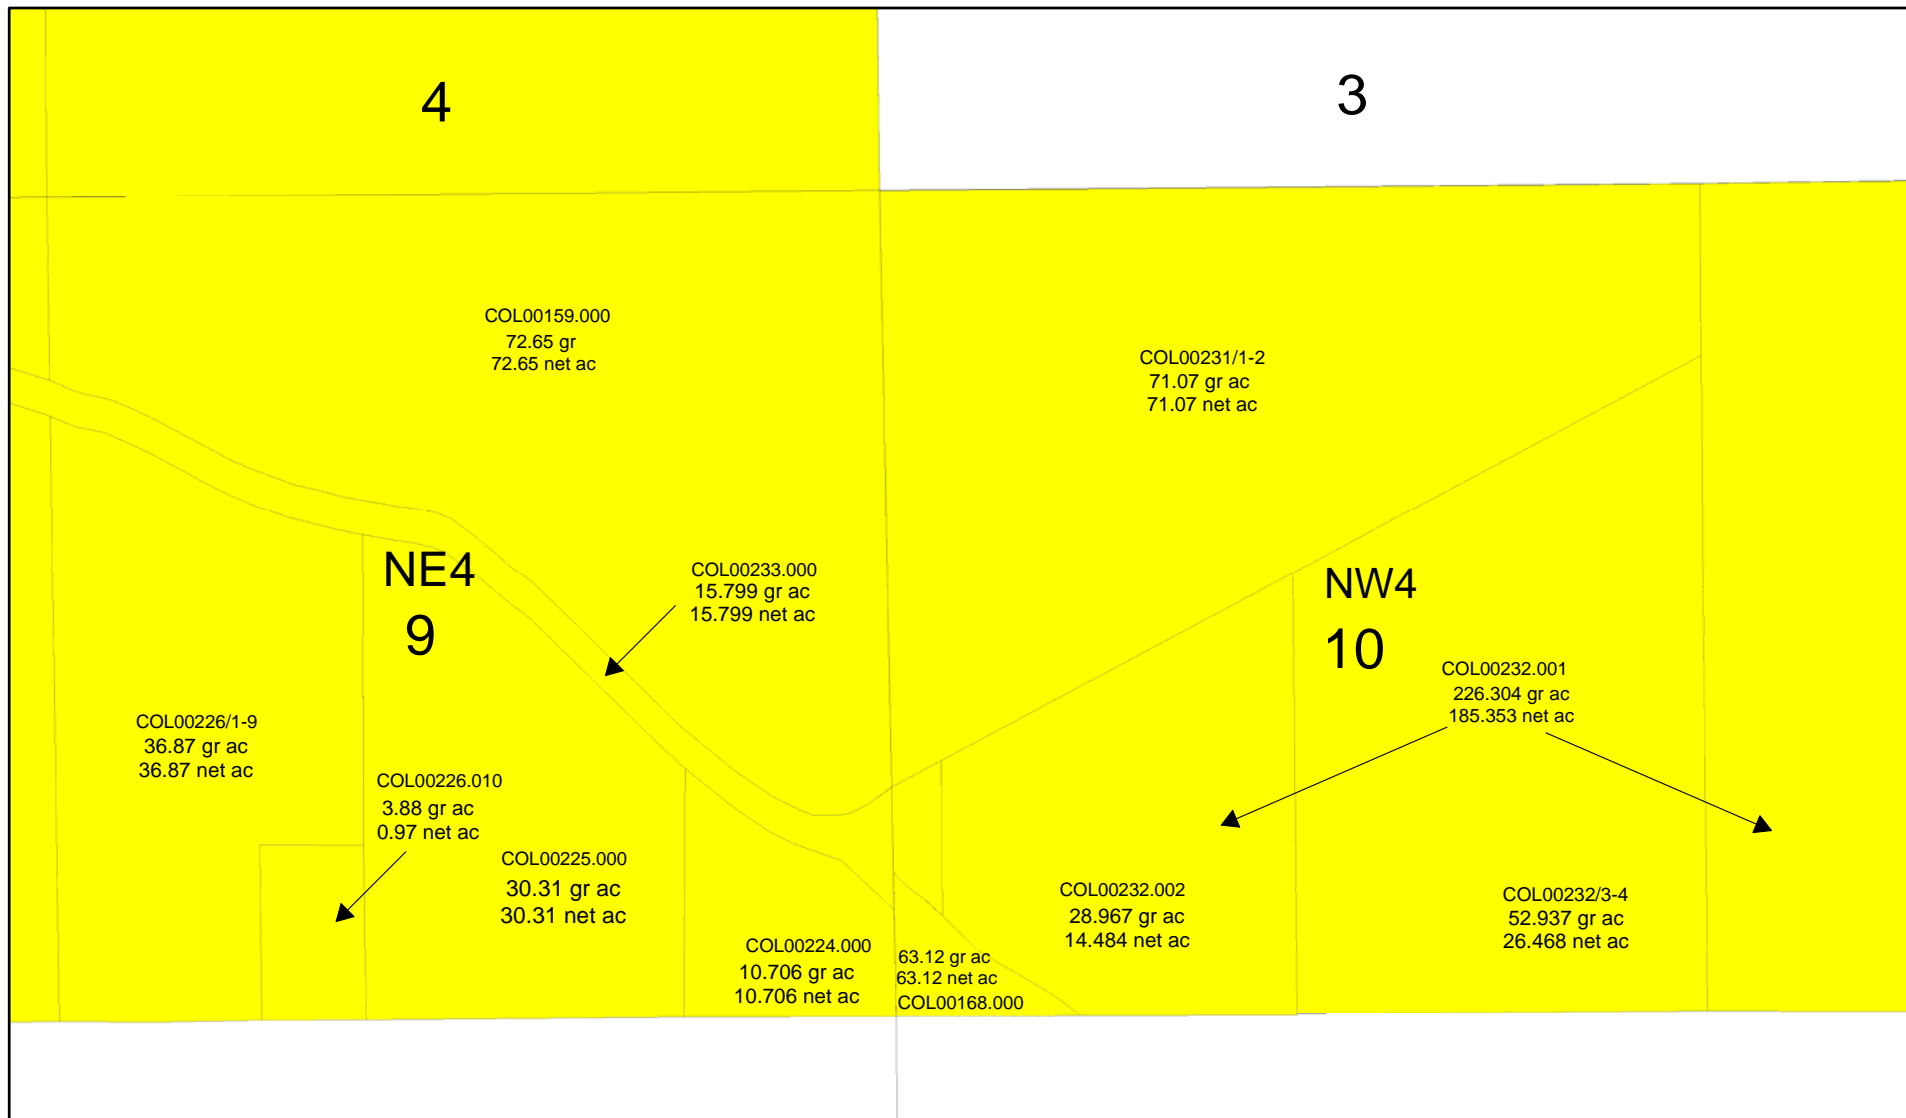 4
3
COL00159.000
72.65 gr
72.65 net ac
COL00231/1-2
71.07 gr ac
71.07 net ac
NE4
9
COL00233.000
15.799 gr ac
15.799 net ac
NW4
10
COL00232.001
226.304 gr ac
185.353 net ac
COL00226/1-9
36.87 gr ac
36.87 net ac
COL00226.010
3.88 gr ac
0.97 net ac
COL00225.000
30.31 gr ac
30.31 net ac
COL00224.000
10.706 gr ac
10.706 net ac
63.12 gr ac
63.12 net ac
COL00168.000
COL00232.002
28.967 gr ac
14.484 net ac
COL00232/3-4
52.937 gr ac
26.468 net ac